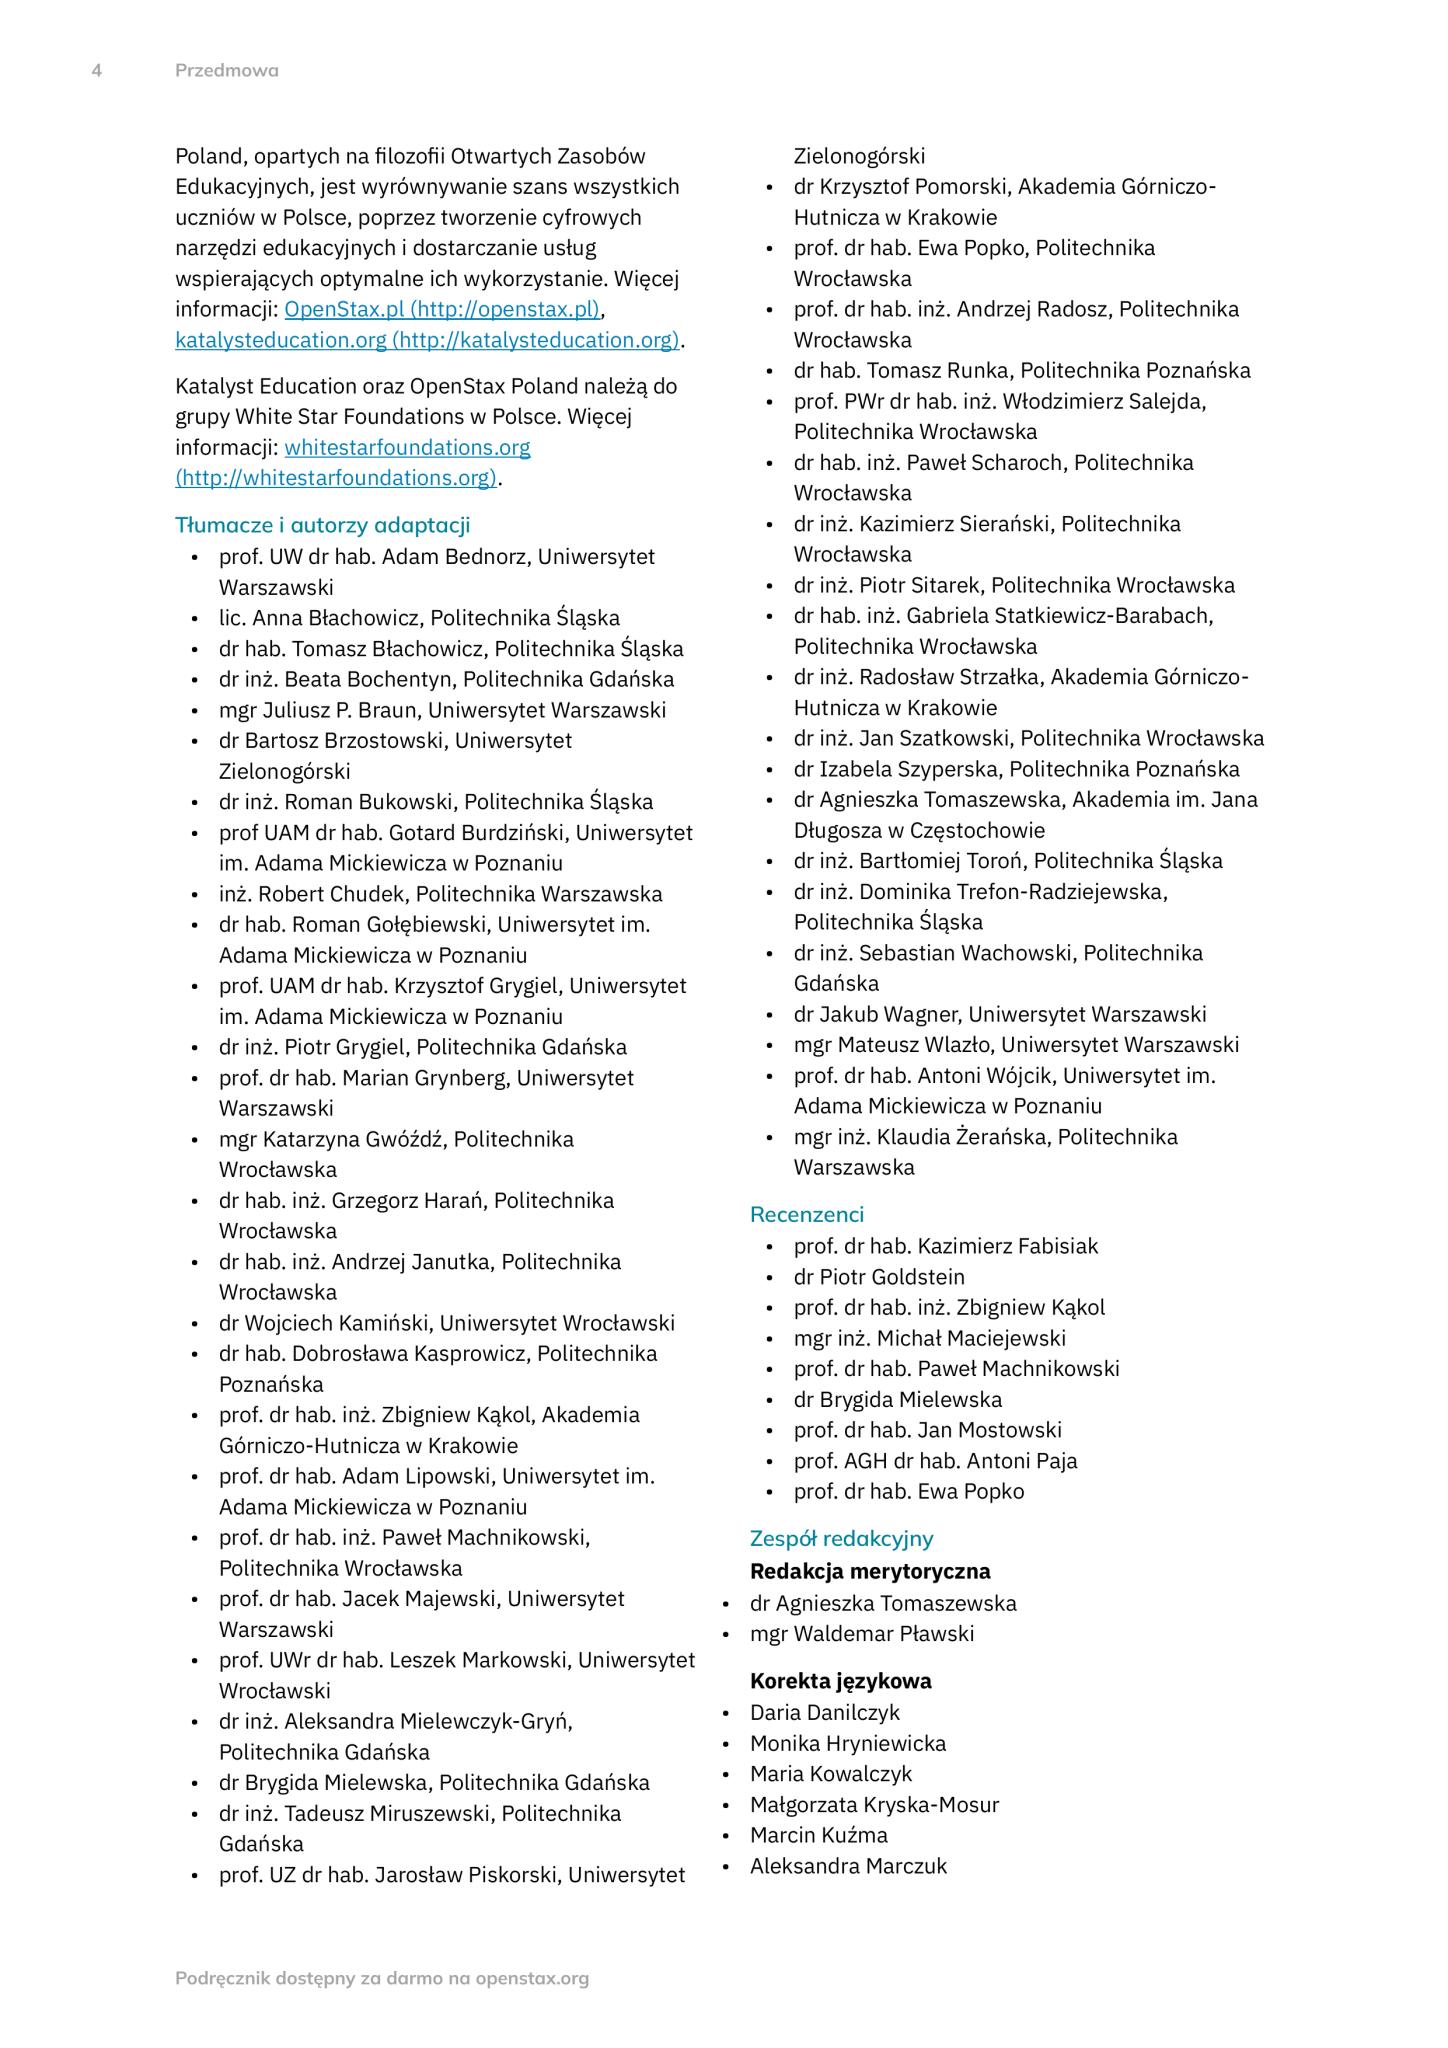 4 Przedmowa
Poland, opartych na filozofii Otwartych Zasobów
Edukacyjnych, jest wyrównywanie szans wszystkich
uczniów w Polsce, poprzez tworzenie cyfrowych
narzędzi edukacyjnych i dostarczanie usług
wspierających optymalne ich wykorzystanie. Więcej
informacji: OpenStax.pl (http://openstax.pl),
katalysteducation.org (http://katalysteducation.org).
Katalyst Education oraz OpenStax Poland należą do
grupy White Star Foundations w Polsce. Więcej
informacji: whitestarfoundations.org
(http://whitestarfoundations.org).
Tłumacze i autorzy adaptacji
• prof. UW dr hab. Adam Bednorz, Uniwersytet
Warszawski
• lic. Anna Błachowicz, Politechnika Śląska
• dr hab. Tomasz Błachowicz, Politechnika Śląska
• dr inż. Beata Bochentyn, Politechnika Gdańska
• mgr Juliusz P. Braun, Uniwersytet Warszawski
• dr Bartosz Brzostowski, Uniwersytet
Zielonogórski
• dr inż. Roman Bukowski, Politechnika Śląska
• prof UAM dr hab. Gotard Burdziński, Uniwersytet
im. Adama Mickiewicza w Poznaniu
• inż. Robert Chudek, Politechnika Warszawska
• dr hab. Roman Gołębiewski, Uniwersytet im.
Adama Mickiewicza w Poznaniu
• prof. UAM dr hab. Krzysztof Grygiel, Uniwersytet
im. Adama Mickiewicza w Poznaniu
• dr inż. Piotr Grygiel, Politechnika Gdańska
• prof. dr hab. Marian Grynberg, Uniwersytet
Warszawski
• mgr Katarzyna Gwóźdź, Politechnika
Wrocławska
• dr hab. inż. Grzegorz Harań, Politechnika
Wrocławska
• dr hab. inż. Andrzej Janutka, Politechnika
Wrocławska
• dr Wojciech Kamiński, Uniwersytet Wrocławski
• dr hab. Dobrosława Kasprowicz, Politechnika
Poznańska
• prof. dr hab. inż. Zbigniew Kąkol, Akademia
Górniczo-Hutnicza w Krakowie
• prof. dr hab. Adam Lipowski, Uniwersytet im.
Adama Mickiewicza w Poznaniu
• prof. dr hab. inż. Paweł Machnikowski,
Politechnika Wrocławska
• prof. dr hab. Jacek Majewski, Uniwersytet
Warszawski
• prof. UWr dr hab. Leszek Markowski, Uniwersytet
Wrocławski
• dr inż. Aleksandra Mielewczyk-Gryń,
Politechnika Gdańska
• dr Brygida Mielewska, Politechnika Gdańska
• dr inż. Tadeusz Miruszewski, Politechnika
Gdańska
• prof. UZ dr hab. Jarosław Piskorski, Uniwersytet
Zielonogórski
• dr Krzysztof Pomorski, Akademia Górniczo-
Hutnicza w Krakowie
• prof. dr hab. Ewa Popko, Politechnika
Wrocławska
• prof. dr hab. inż. Andrzej Radosz, Politechnika
Wrocławska
• dr hab. Tomasz Runka, Politechnika Poznańska
• prof. PWr dr hab. inż. Włodzimierz Salejda,
Politechnika Wrocławska
• dr hab. inż. Paweł Scharoch, Politechnika
Wrocławska
• dr inż. Kazimierz Sierański, Politechnika
Wrocławska
• dr inż. Piotr Sitarek, Politechnika Wrocławska
• dr hab. inż. Gabriela Statkiewicz-Barabach,
Politechnika Wrocławska
• dr inż. Radosław Strzałka, Akademia Górniczo-
Hutnicza w Krakowie
• dr inż. Jan Szatkowski, Politechnika Wrocławska
• dr Izabela Szyperska, Politechnika Poznańska
• dr Agnieszka Tomaszewska, Akademia im. Jana
Długosza w Częstochowie
• dr inż. Bartłomiej Toroń, Politechnika Śląska
• dr inż. Dominika Trefon-Radziejewska,
Politechnika Śląska
• dr inż. Sebastian Wachowski, Politechnika
Gdańska
• dr Jakub Wagner, Uniwersytet Warszawski
• mgr Mateusz Wlazło, Uniwersytet Warszawski
• prof. dr hab. Antoni Wójcik, Uniwersytet im.
Adama Mickiewicza w Poznaniu
• mgr inż. Klaudia Żerańska, Politechnika
Warszawska
Recenzenci
• prof. dr hab. Kazimierz Fabisiak
• dr Piotr Goldstein
• prof. dr hab. inż. Zbigniew Kąkol
• mgr inż. Michał Maciejewski
• prof. dr hab. Paweł Machnikowski
• dr Brygida Mielewska
• prof. dr hab. Jan Mostowski
• prof. AGH dr hab. Antoni Paja
• prof. dr hab. Ewa Popko
Zespół redakcyjny
Redakcja merytoryczna
• dr Agnieszka Tomaszewska
• mgr Waldemar Pławski
Korekta językowa
• Daria Danilczyk
• Monika Hryniewicka
• Maria Kowalczyk
• Małgorzata Kryska-Mosur
• Marcin Kuźma
• Aleksandra Marczuk
Podręcznik dostępny za darmo na openstax.org